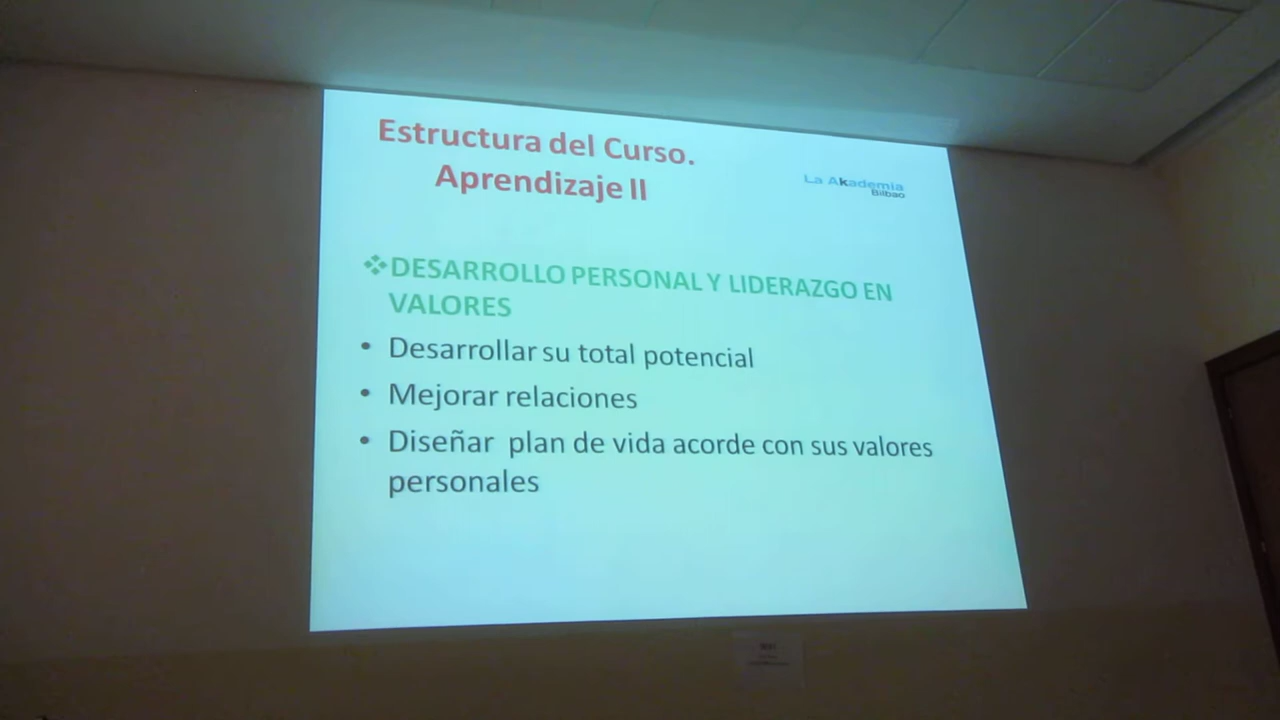 Estructura del Curso.
Aprendizaje II
La Akademia
Bilbao
❖DESARROLLO PERSONAL Y LIDERAZGO EN
VALORES
• Desarrollar su total potencial
• Mejorar relaciones
• Diseñar plan de vida acorde con sus valores
personales